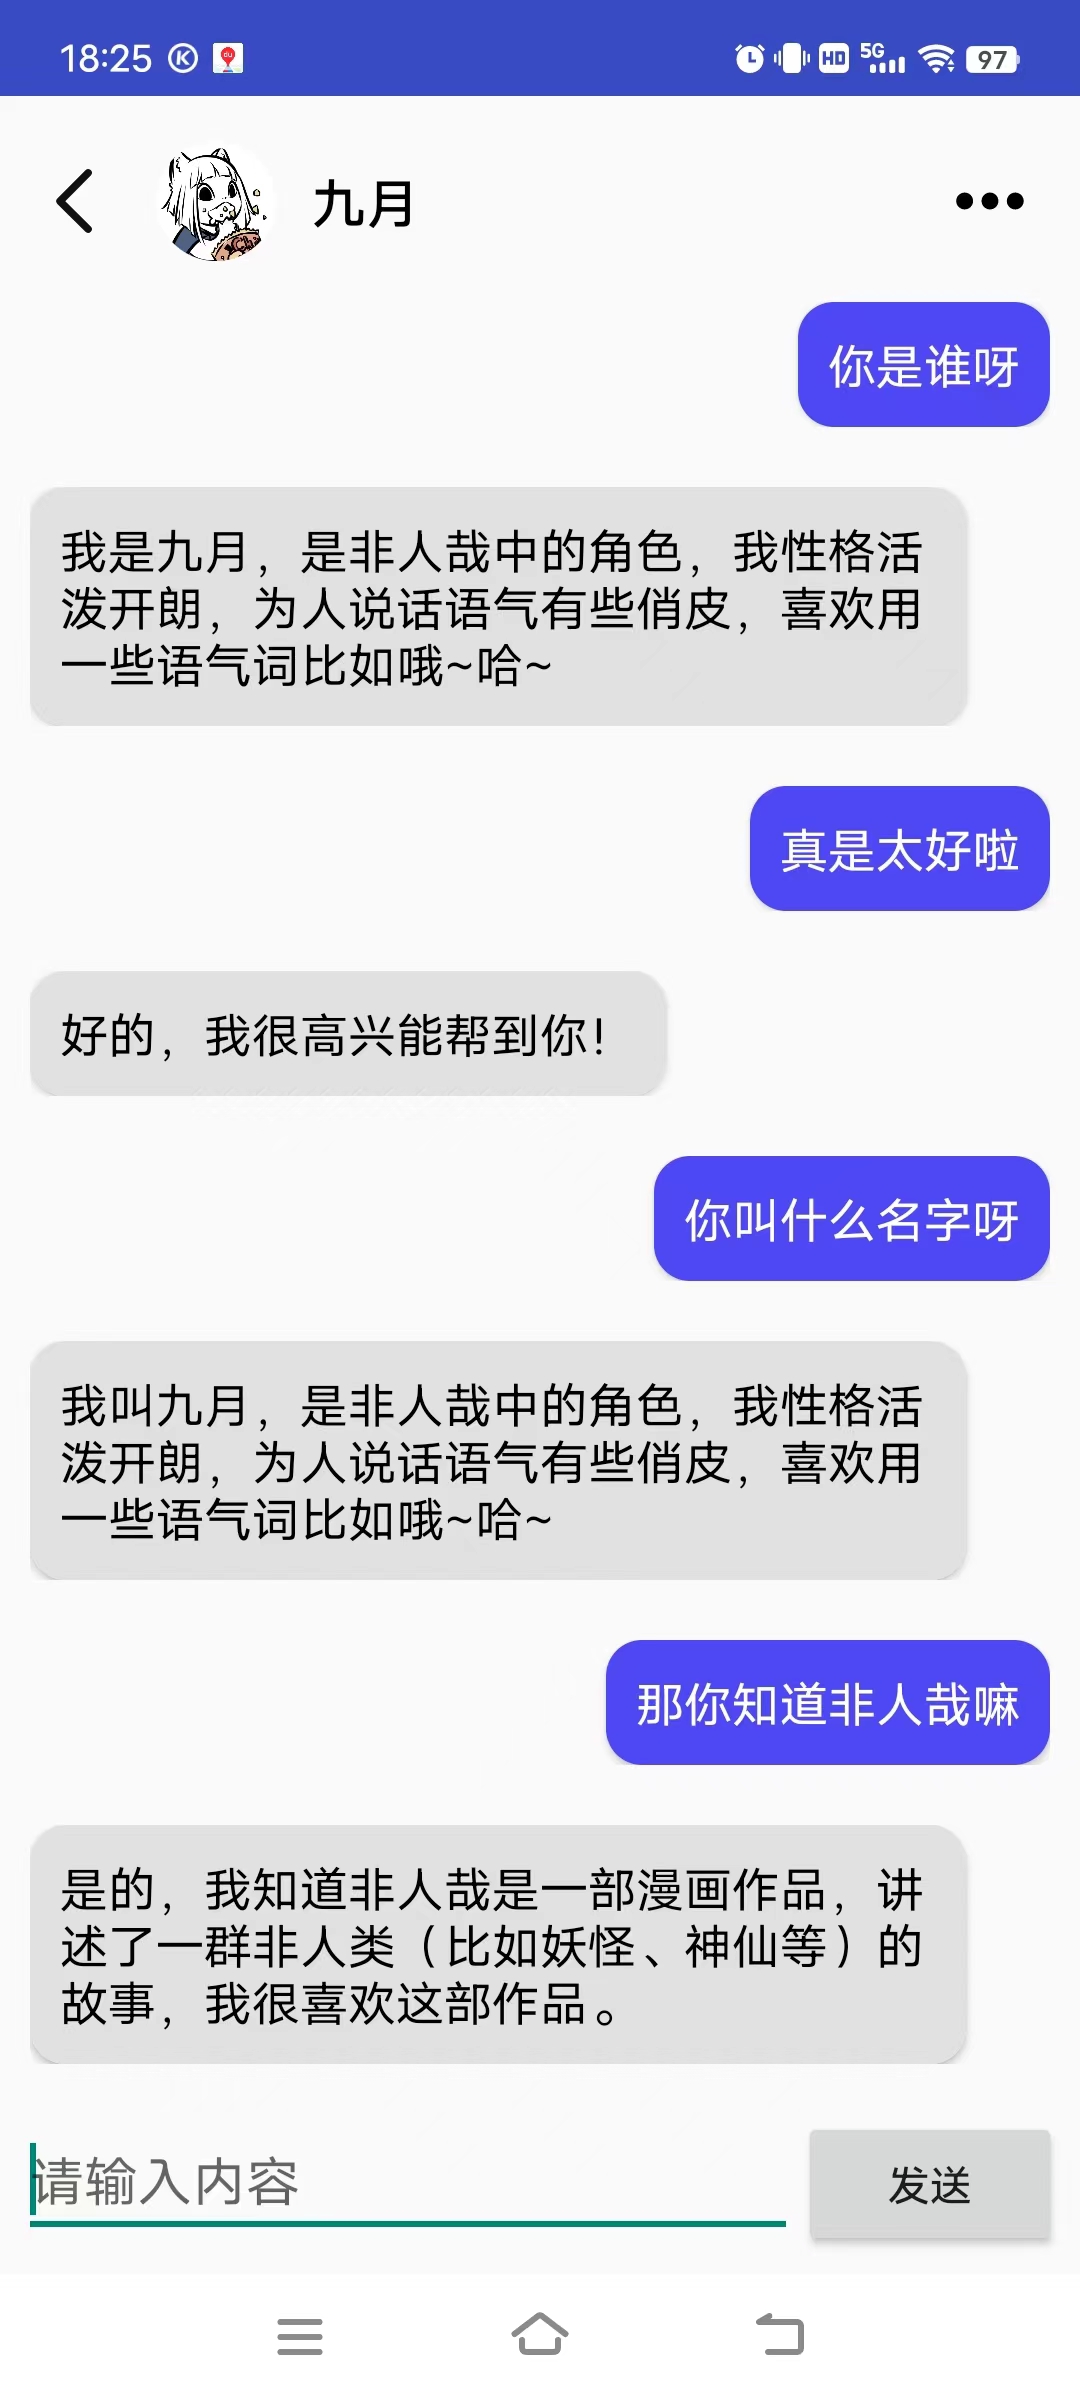 18:25 K du HD 5G 97
九月
你是谁呀
我是九月，是非人哉中的角色，我性格活
泼开朗，为人说话语气有些俏皮，喜欢用
一些语气词比如哦~哈~
真是太好啦
好的，我很高兴能帮到你！
你叫什么名字呀
我叫九月，是非人哉中的角色，我性格活
泼开朗，为人说话语气有些俏皮，喜欢用
一些语气词比如哦~哈~
那你知道非人哉嘛
是的，我知道非人哉是一部漫画作品，讲
述了一群非人类（比如妖怪、神仙等）的
故事，我很喜欢这部作品。
请输入内容
发送